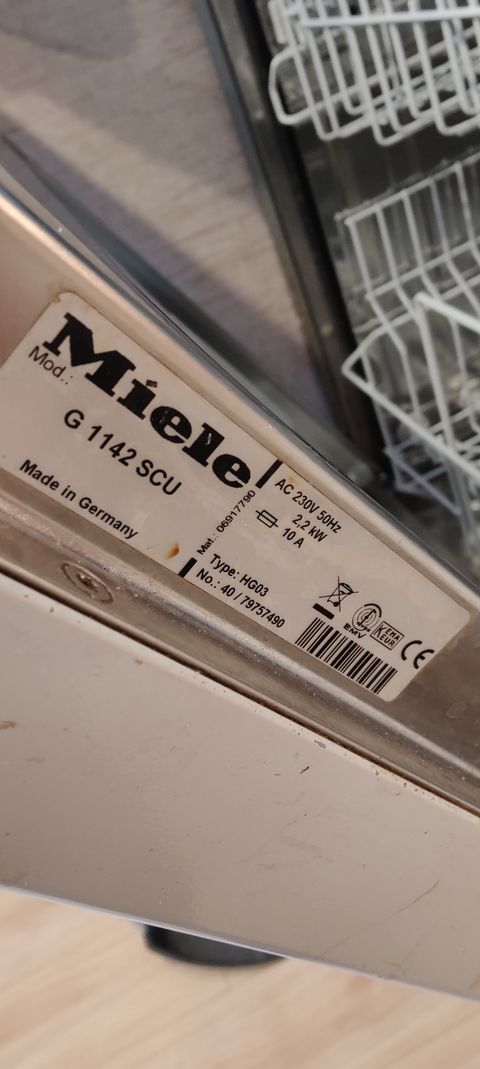 Miele
Mod.:
G 1142 SCU
Made in Germany
AC 230V 50Hz
2,2 kW
10 A
Mat.: 06917790
Type: HG03
No.: 40 / 79757490
EMV
KEMA
EUR
CE